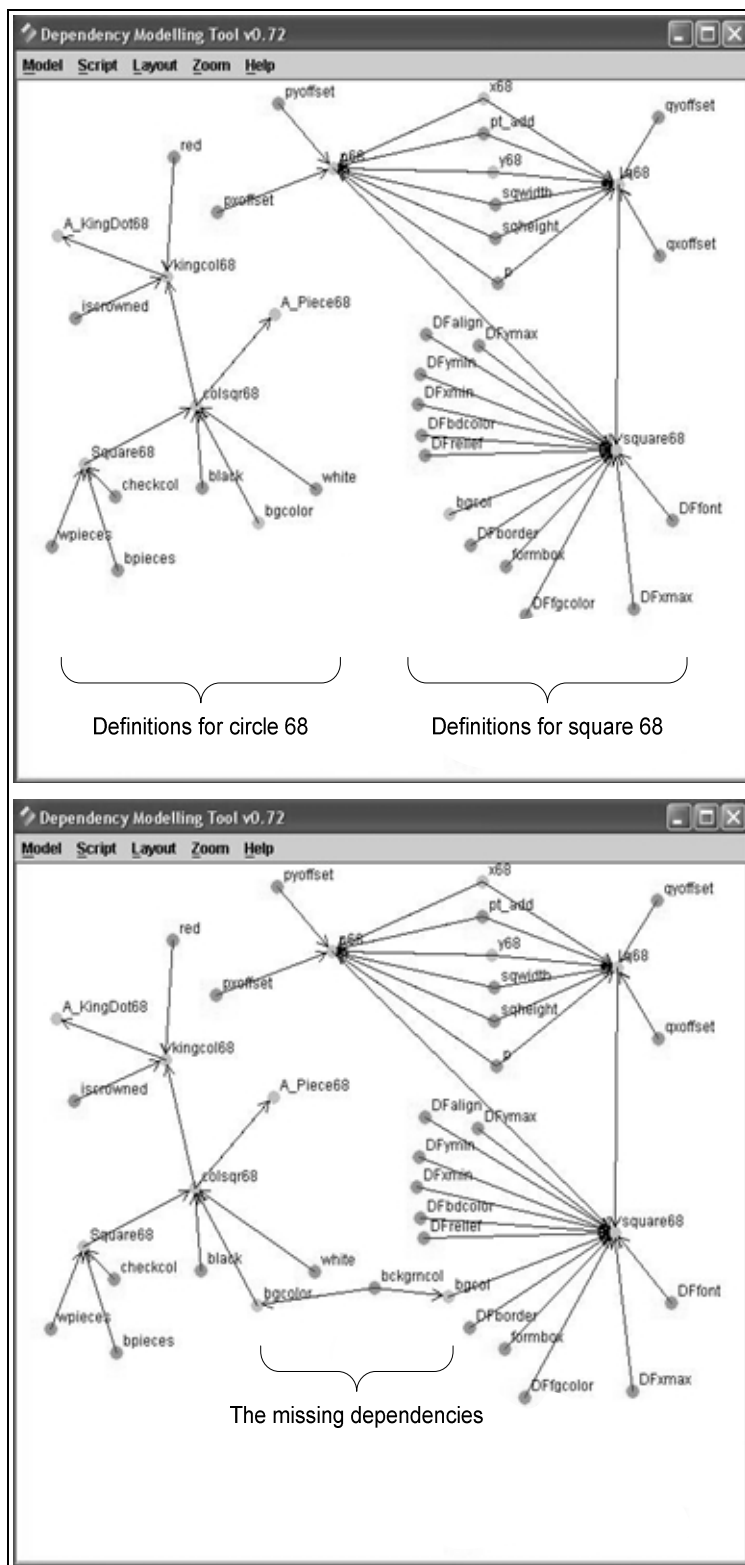 Dependency Modelling Tool v0.72
Model Script Layout Zoom Help
pyoffset
x68
qyoffset
pt_add
red
p68
y68
q68
sqwidth
pxoffset
A_KingDot68
sqheight
qxoffset
kingcol68
p
iscrowned
A_Piece68
DFalign
DFymax
DFymin
DFxmin
colsqr68
DFbdcolor
square68
DFrelief
Square68
checkcol
black
white
bgcol
DFfont
bgcolor
wpieces
DFborder
bpieces
formbox
DFfgcolor
DFxmax
Definitions for circle 68
Definitions for square 68
Dependency Modelling Tool v0.72
Model Script Layout Zoom Help
pyoffset
x68
qyoffset
pt_add
red
p68
y68
q68
sqwidth
pxoffset
A_KingDot68
sqheight
qxoffset
kingcol68
p
iscrowned
A_Piece68
DFalign
DFymax
DFymin
DFxmin
colsqr68
DFbdcolor
square68
DFrelief
Square68
checkcol
black
white
bckgrncol
bgcolor
bgcol
DFfont
wpieces
DFborder
bpieces
formbox
DFfgcolor
DFxmax
The missing dependencies